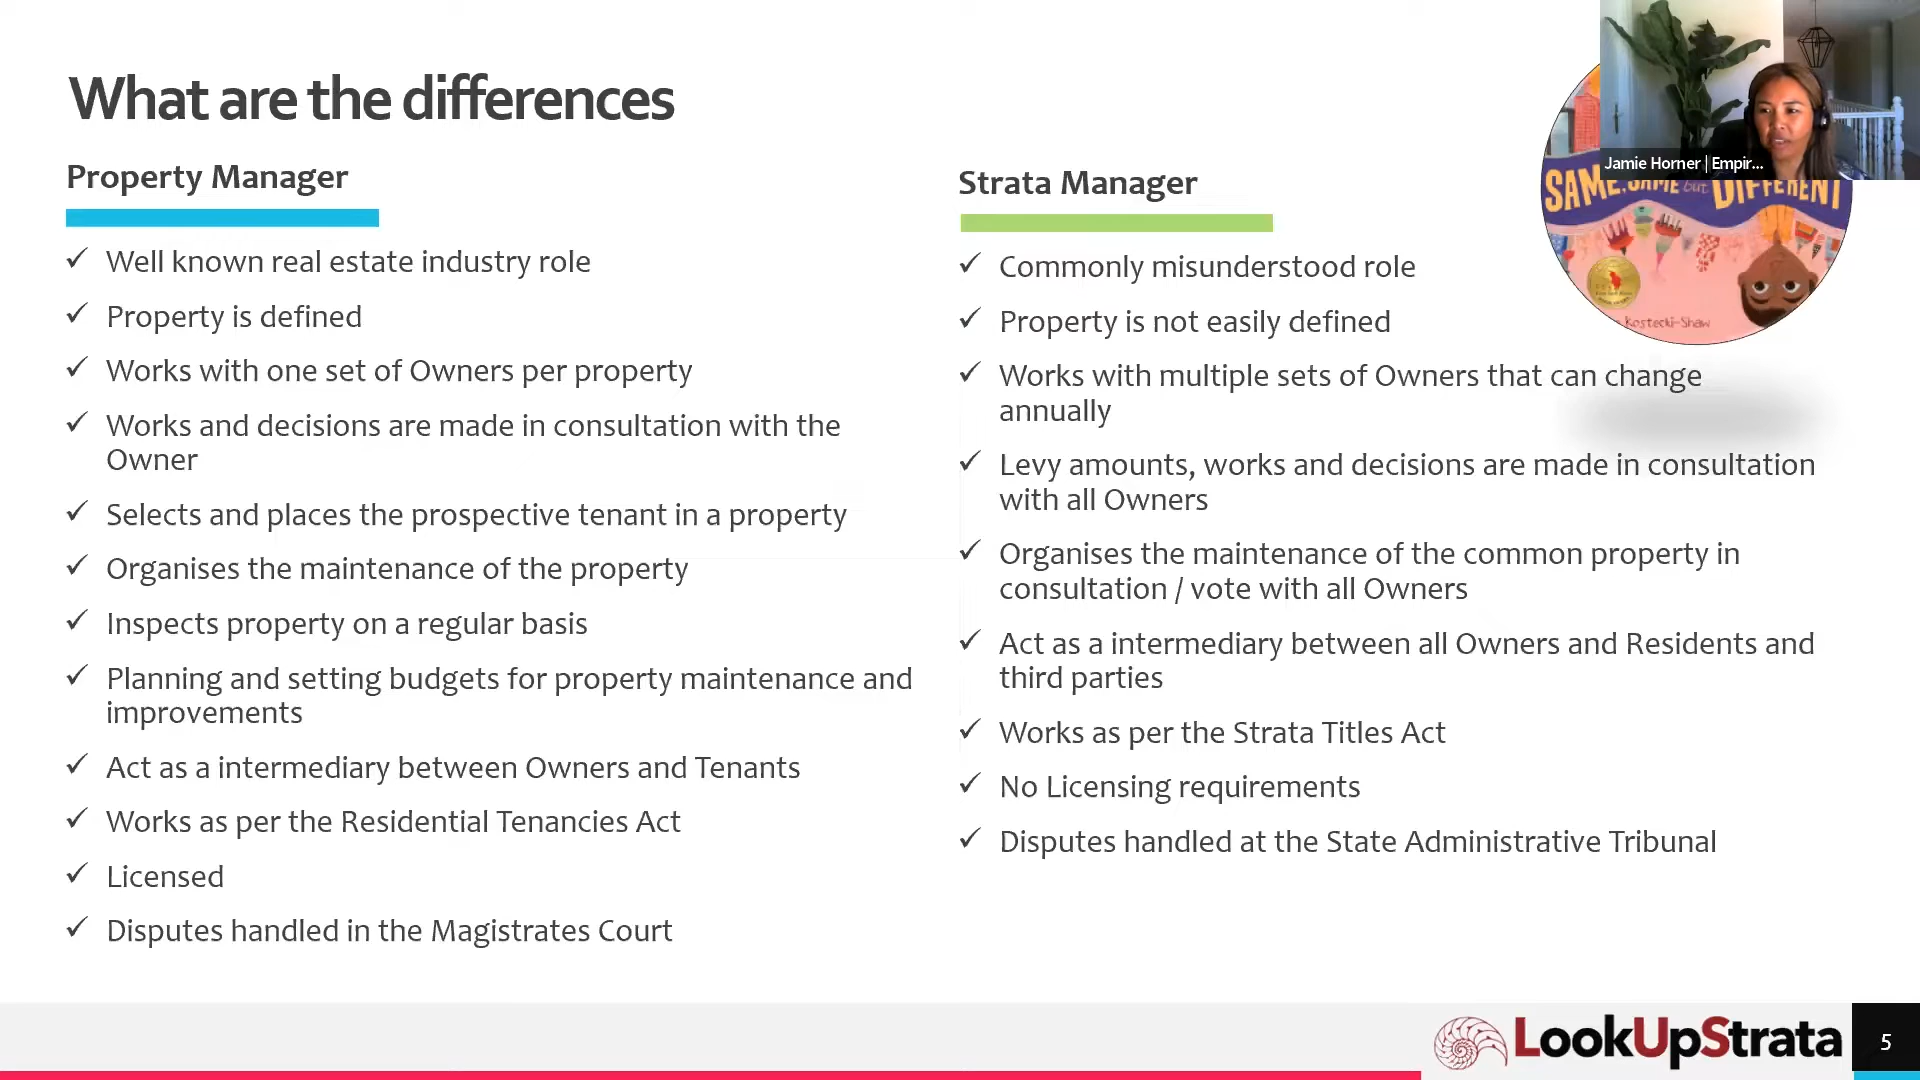 What are the differences
Property Manager
Well known real estate industry role
Property is defined
Works with one set of Owners per property
Works and decisions are made in consultation with the
Owner
Selects and places the prospective tenant in a property
Organises the maintenance of the property
Inspects property on a regular basis
Planning and setting budgets for property maintenance and
improvements
Act as a intermediary between Owners and Tenants
Works as per the Residential Tenancies Act
Licensed
Disputes handled in the Magistrates Court
Strata Manager
Commonly misunderstood role
Property is not easily defined
Works with multiple sets of Owners that can change
annually
Levy amounts, works and decisions are made in consultation
with all Owners
Organises the maintenance of the common property in
consultation / vote with all Owners
Act as a intermediary between all Owners and Residents and
third parties
Works as per the Strata Titles Act
No Licensing requirements
Disputes handled at the State Administrative Tribunal
Jamie Horner | Empir...
SAME, SAME but DIFFERENT
Kostecki-Shaw
LookUpStrata
5